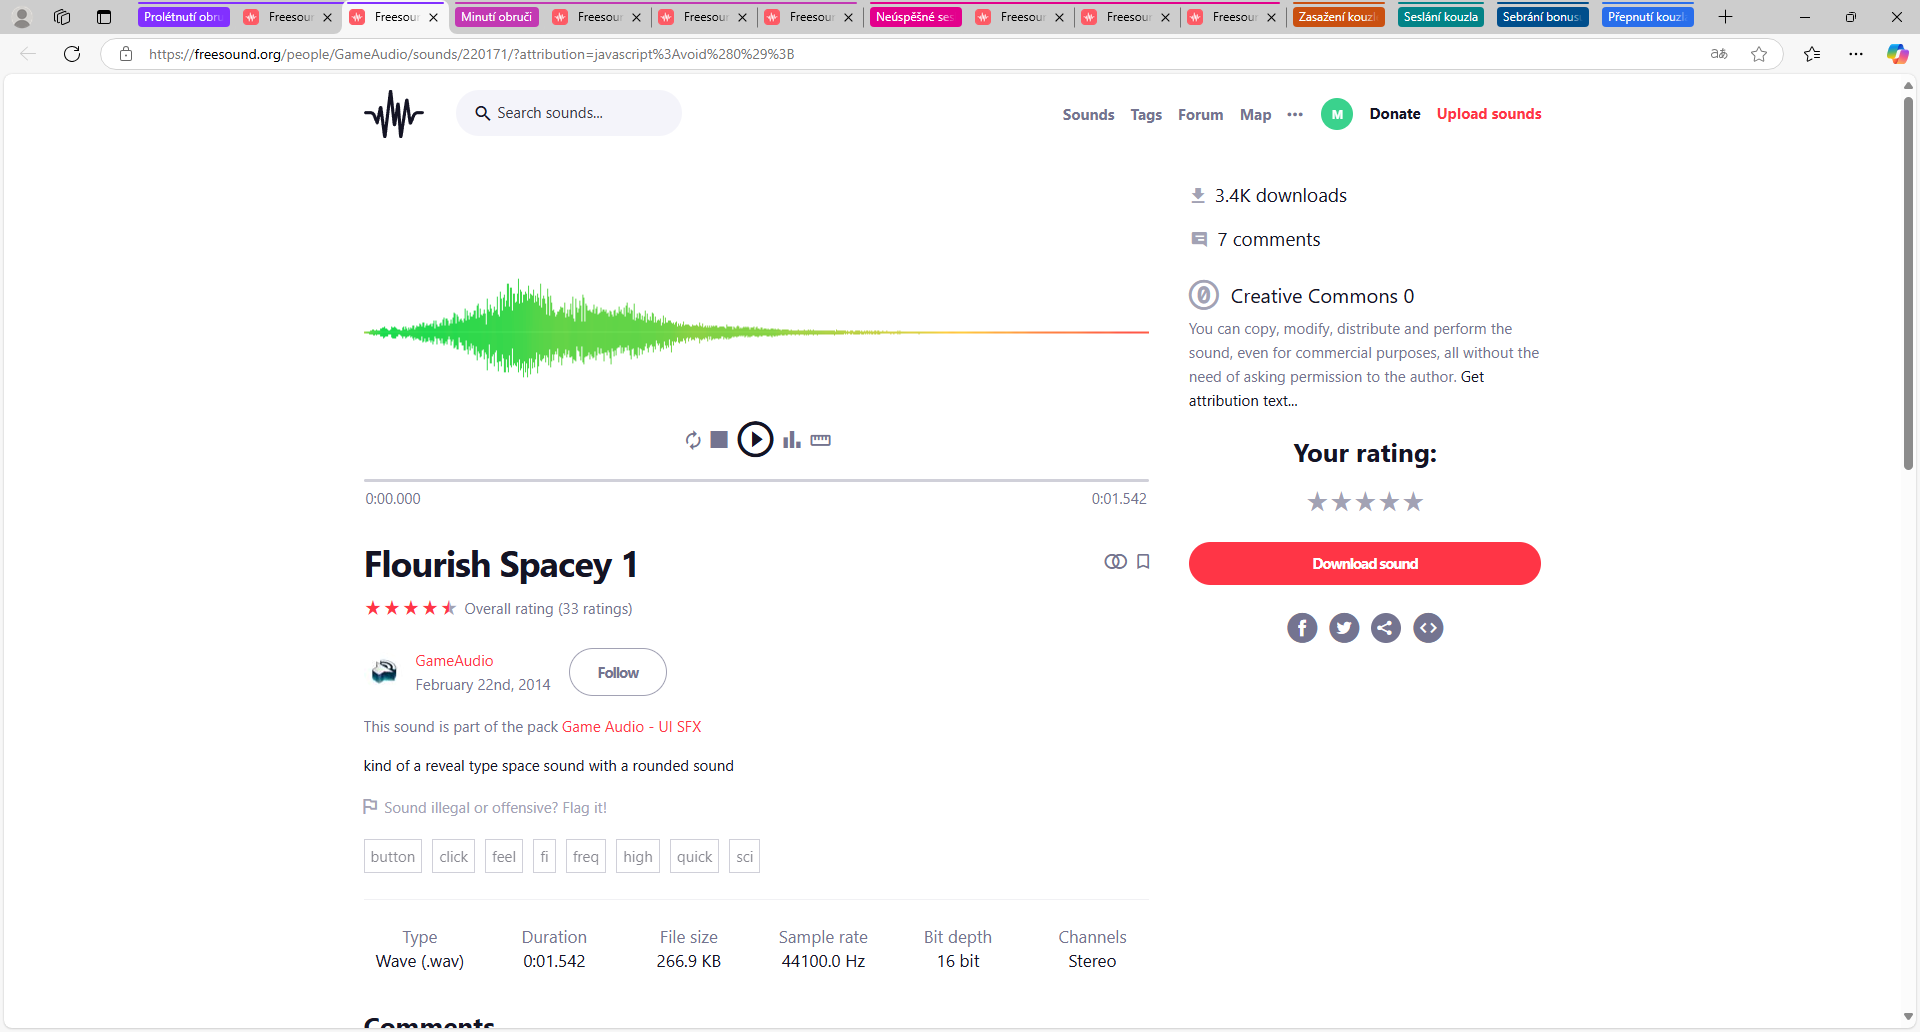 Prolétnutí obru
Freesour
Freesour
Minutí obručí
Freesour
Freesour
Freesour
Neúspěšné ses
Freesour
Freesour
Freesour
Zasažení kouzl
Seslání kouzla
Sebrání bonus
Přepnutí kouzl
https://freesound.org/people/GameAudio/sounds/220171/?attribution=javascript%3Avoid%280%29%3B
Search sounds...
Sounds
Tags
Forum
Map
M
Donate
Upload sounds
3.4K downloads
7 comments
Creative Commons 0
You can copy, modify, distribute and perform the
sound, even for commercial purposes, all without the
need of asking permission to the author. Get
attribution text...
0:00.000
0:01.542
Your rating:
Download sound
Flourish Spacey 1
Overall rating (33 ratings)
GameAudio
February 22nd, 2014
Follow
This sound is part of the pack Game Audio - UI SFX
kind of a reveal type space sound with a rounded sound
Sound illegal or offensive? Flag it!
button click feel fi freq high quick sci
Type Duration File size Sample rate Bit depth Channels
Wave (.wav) 0:01.542 266.9 KB 44100.0 Hz 16 bit Stereo
Comments